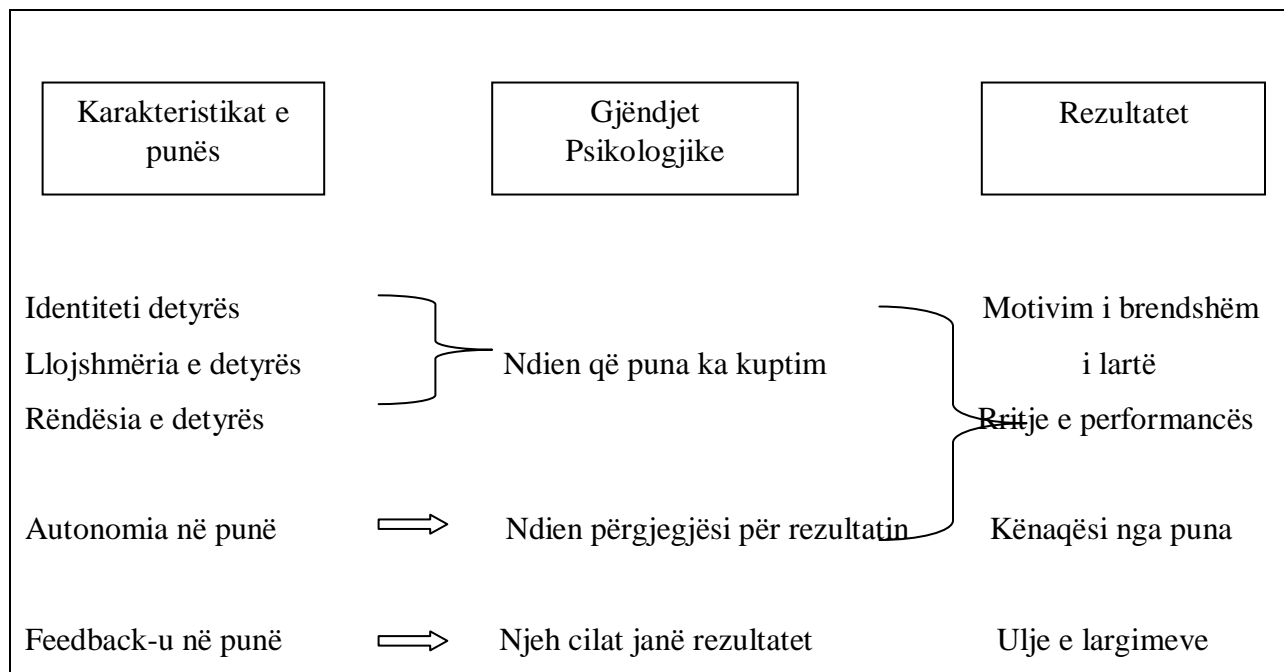 Karakteristikat e
punës
Gjëndjet
Psikologjike
Rezultatet
Identiteti detyrës
Llojshmëria e detyrës
Rëndësia e detyrës
Ndien që puna ka kuptim
Motivim i brendshëm
i lartë
Rritje e performancës
Autonomia në punë
Ndien përgjegjësi për rezultatin
Kënaqësi nga puna
Feedback-u në punë
Njeh cilat janë rezultatet
Ulje e largimeve